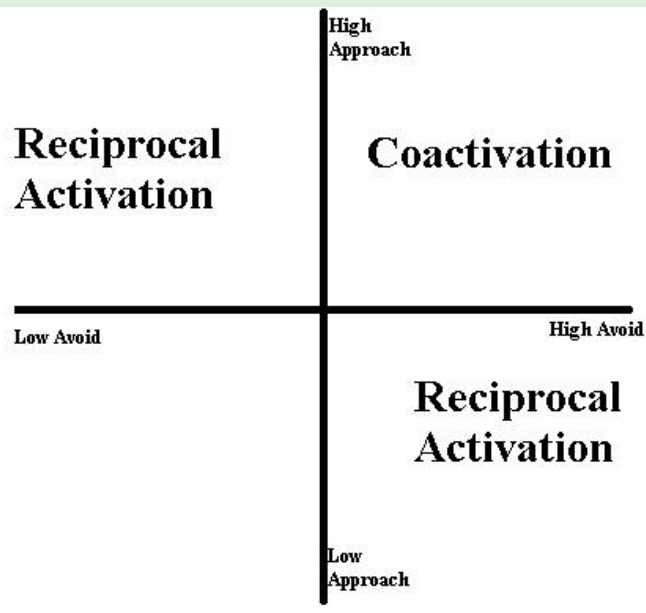 High
Approach
Reciprocal
Activation
Coactivation
Low Avoid
High Avoid
Reciprocal
Activation
Low
Approach